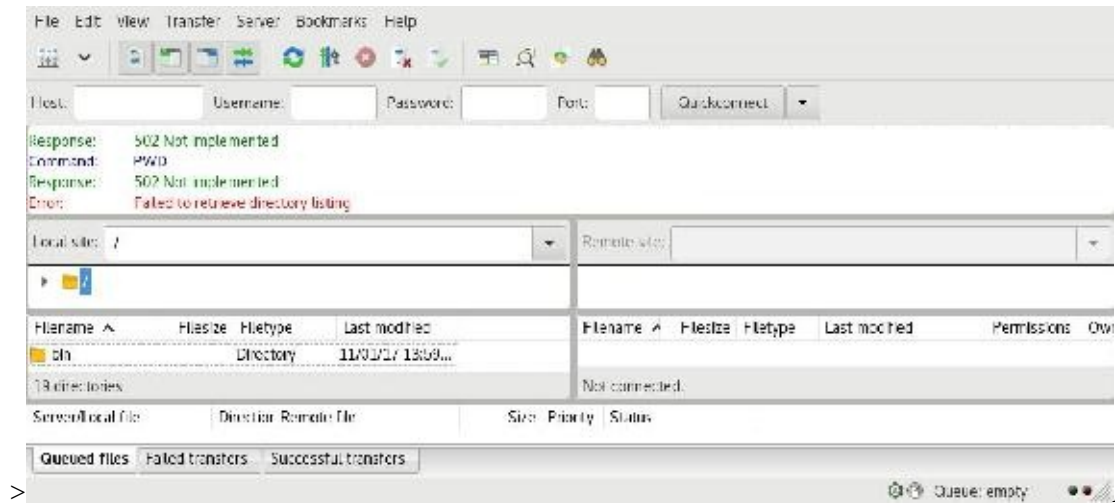 File Edit View Transfer Server Bookmarks Help
Host: Username: Password: Port: Quickconnect
Response: 502 Not implemented
Command: PWD
Response: 502 Not implemented
Error: Failed to retrieve directory listing
Local site: / Remote site:
/
Filename Filesize Filetype Last modified Filename Filesize Filetype Last modified Permissions Own
bin Directory
19 directories Not connected.
Server/Local file Direction Remote file Size Priority Status
Queued files Failed transfers Successful transfers
> Queue: empty